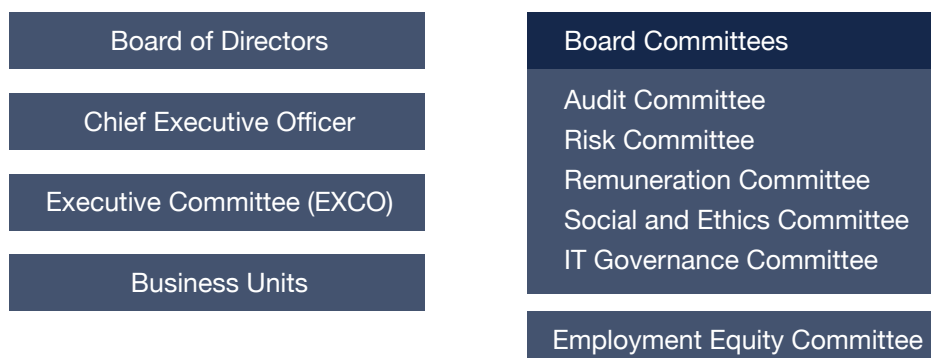 Board of Directors
Chief Executive Officer
Executive Committee (EXCO)
Business Units
Board Committees
Audit Committee
Risk Committee
Remuneration Committee
Social and Ethics Committee
IT Governance Committee
Employment Equity Committee